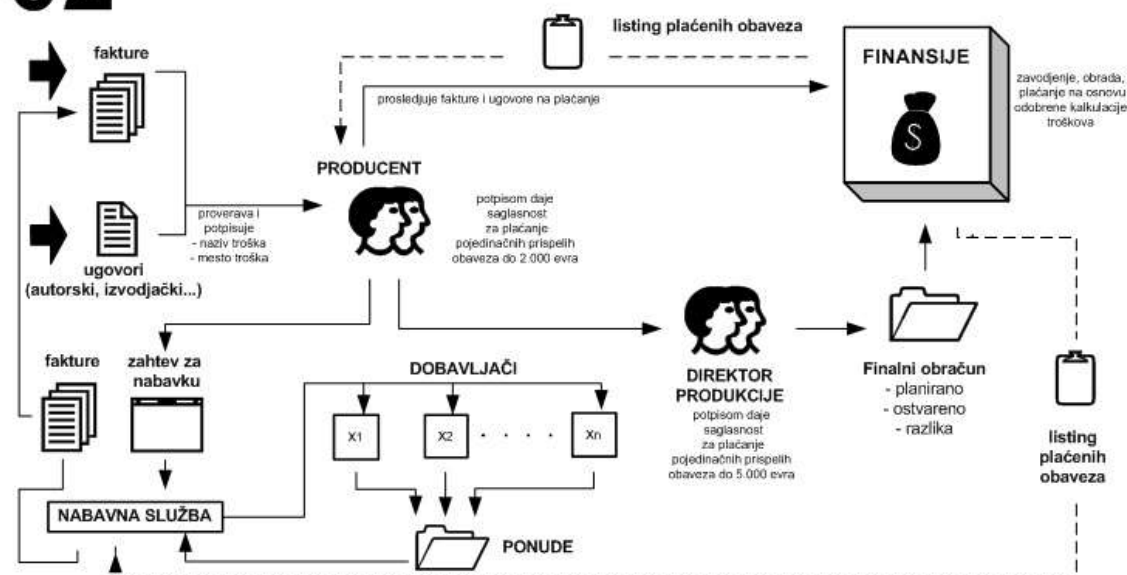 fakture
listing plaćenih obaveza
FINANSIJE
zavodjenje, obrada,
plaćanje na osnovu
odobrene kalkulacije
troškova
$
prosledjuje fakture i ugovore na plaćanje
PRODUCENT
potpisom daje
saglasnost
za plaćanje
pojedinačnih prispelih
obaveza do 2.000 evra
proverava i
potpisuje
- naziv troška
- mesto troška
ugovori
(autorski, izvodjački...)
fakture
zahtev za
nabavku
DOBAVLJAČI
X1
X2
. . . .
Xn
DIREKTOR
PRODUKCIJE
potpisom daje
saglasnost
za plaćanje
pojedinačnih prispelih
obaveza do 5.000 evra
Finalni obračun
- planirano
- ostvareno
- razlika
listing
plaćenih
obaveza
NABAVNA SLUŽBA
PONUDE